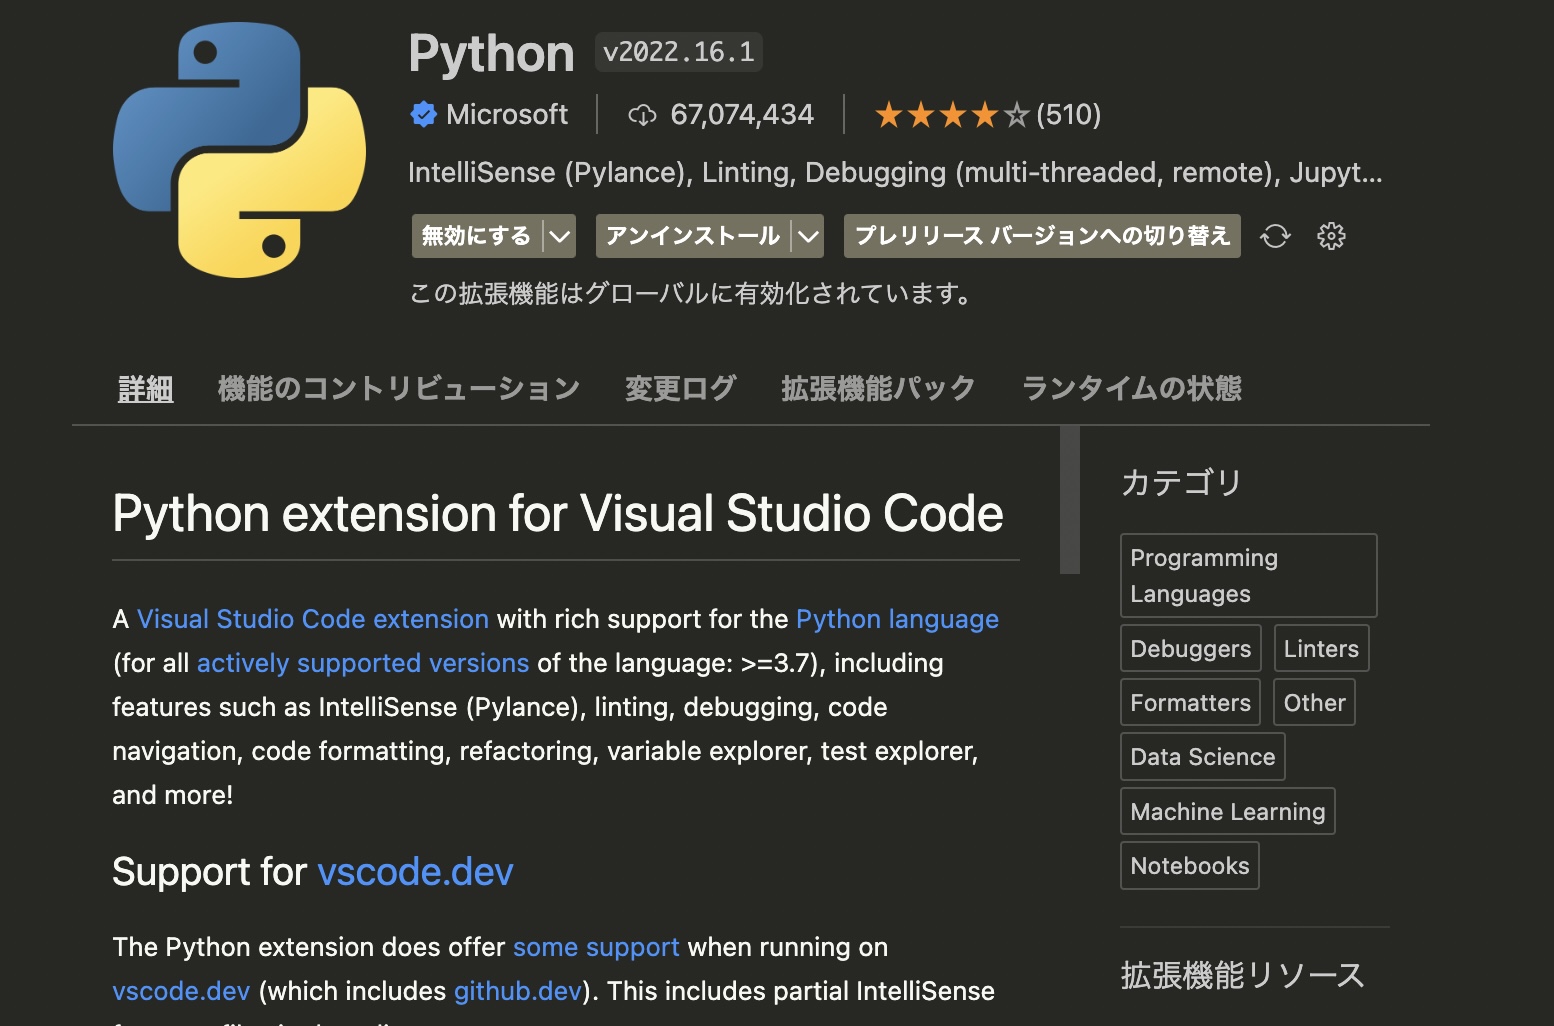 Python v2022.16.1
Microsoft 67,074,434 (510)
IntelliSense (Pylance), Linting, Debugging (multi-threaded, remote), Jupyt...
無効にする アンインストール プレリリース バージョンへの切り替え
この拡張機能はグローバルに有効化されています。
詳細 機能のコントリビューション 変更ログ 拡張機能パック ランタイムの状態
Python extension for Visual Studio Code
A Visual Studio Code extension with rich support for the Python language
(for all actively supported versions of the language: >=3.7), including
features such as IntelliSense (Pylance), linting, debugging, code
navigation, code formatting, refactoring, variable explorer, test explorer,
and more!
Support for vscode.dev
The Python extension does offer some support when running on
vscode.dev (which includes github.dev). This includes partial IntelliSense
カテゴリ
Programming
Languages
Debuggers Linters
Formatters Other
Data Science
Machine Learning
Notebooks
拡張機能リソース